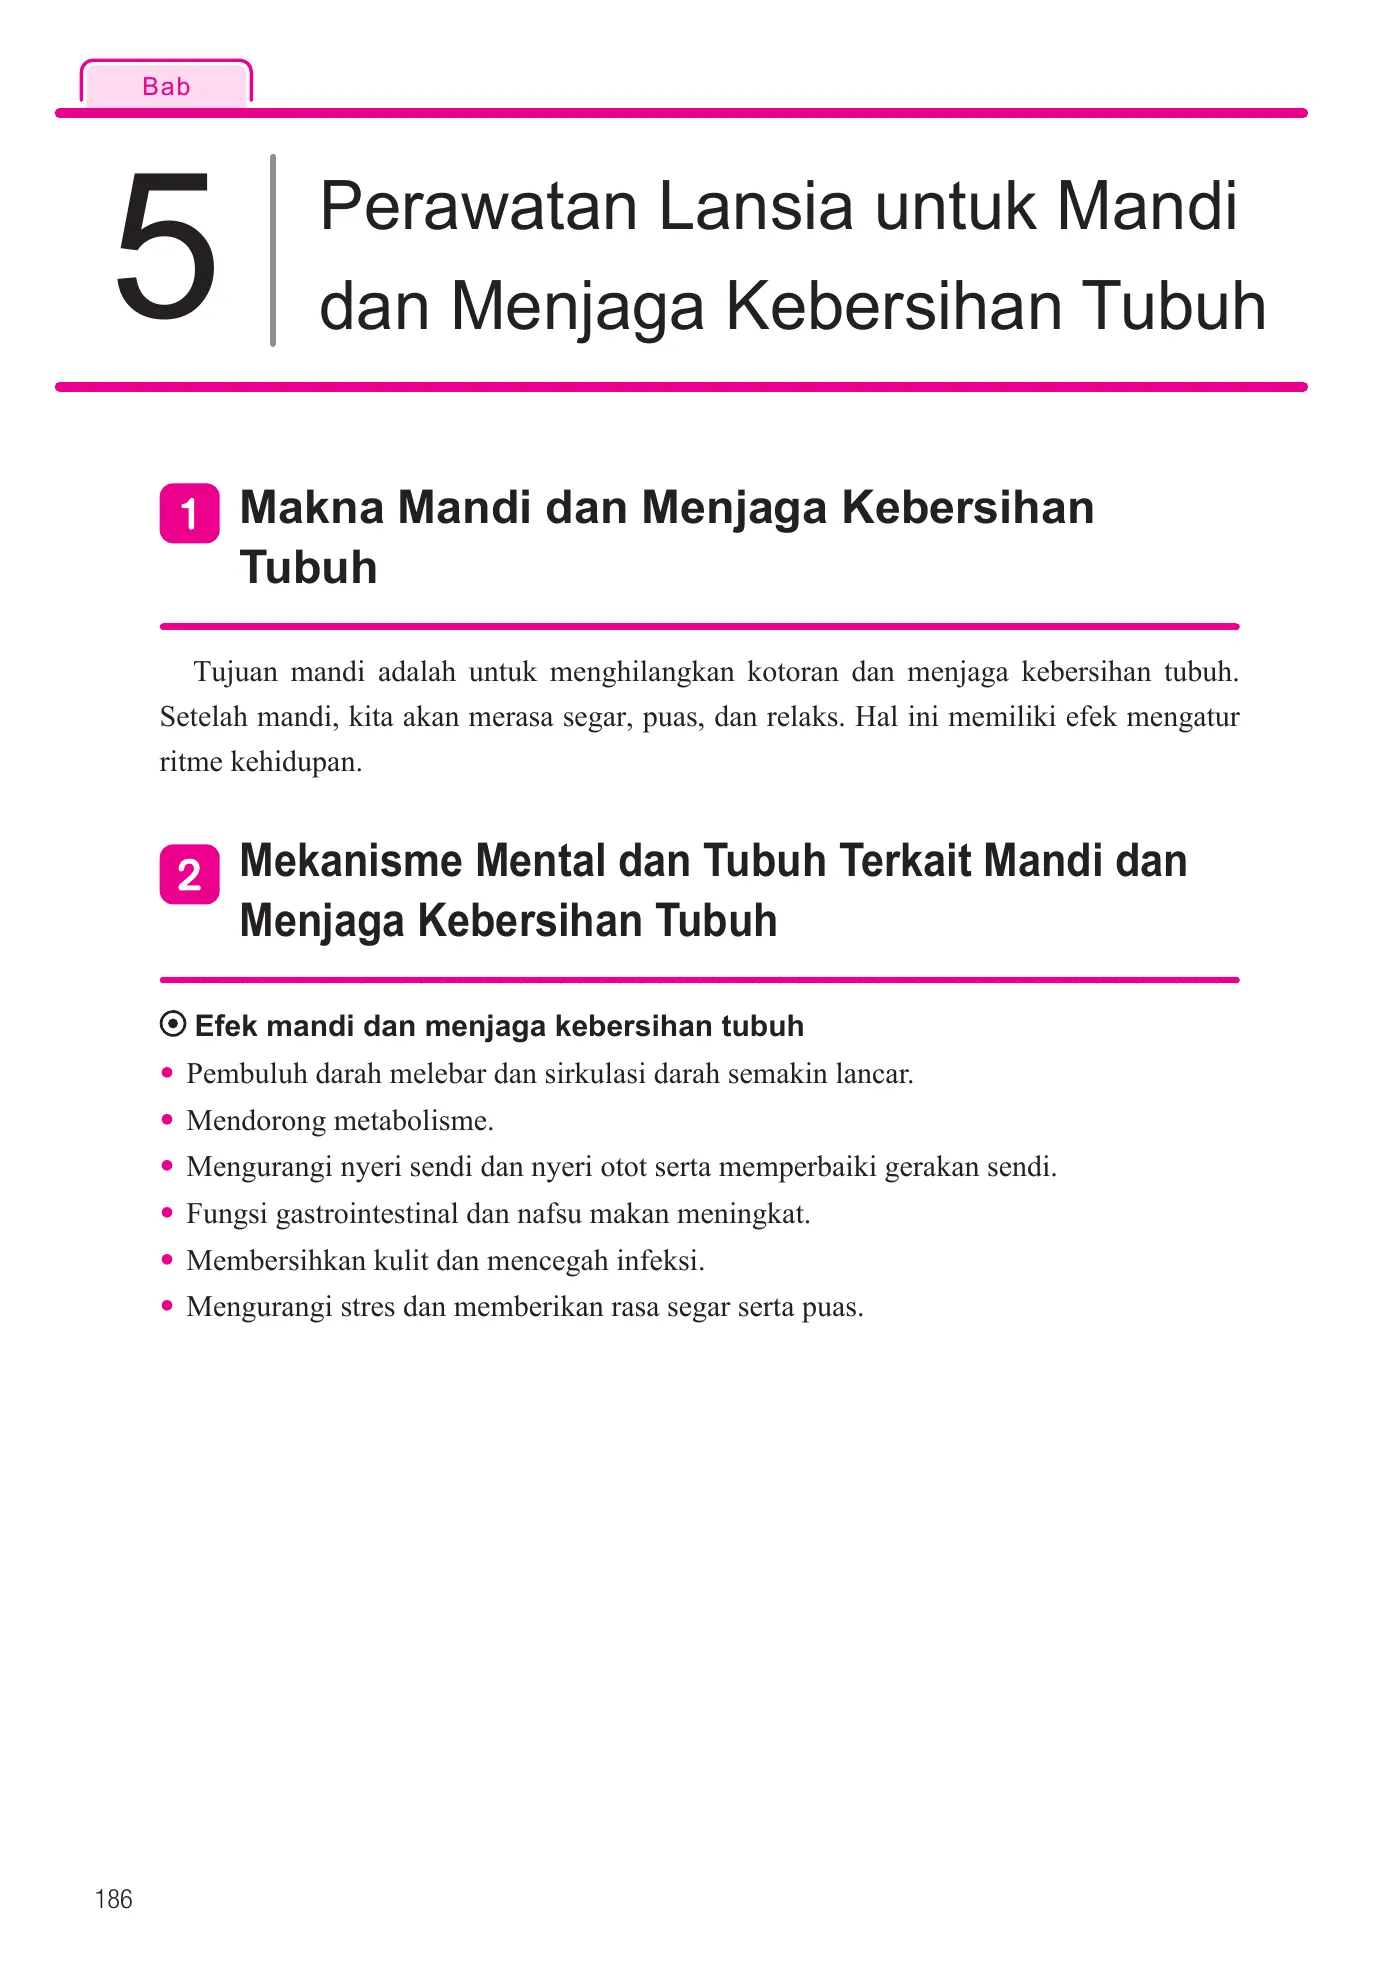 Bab
5
Perawatan Lansia untuk Mandi
dan Menjaga Kebersihan Tubuh
1 Makna Mandi dan Menjaga Kebersihan
Tubuh
Tujuan mandi adalah untuk menghilangkan kotoran dan menjaga kebersihan tubuh.
Setelah mandi, kita akan merasa segar, puas, dan relaks. Hal ini memiliki efek mengatur
ritme kehidupan.
2 Mekanisme Mental dan Tubuh Terkait Mandi dan
Menjaga Kebersihan Tubuh
Efek mandi dan menjaga kebersihan tubuh
• Pembuluh darah melebar dan sirkulasi darah semakin lancar.
• Mendorong metabolisme.
• Mengurangi nyeri sendi dan nyeri otot serta memperbaiki gerakan sendi.
• Fungsi gastrointestinal dan nafsu makan meningkat.
• Membersihkan kulit dan mencegah infeksi.
• Mengurangi stres dan memberikan rasa segar serta puas.
186